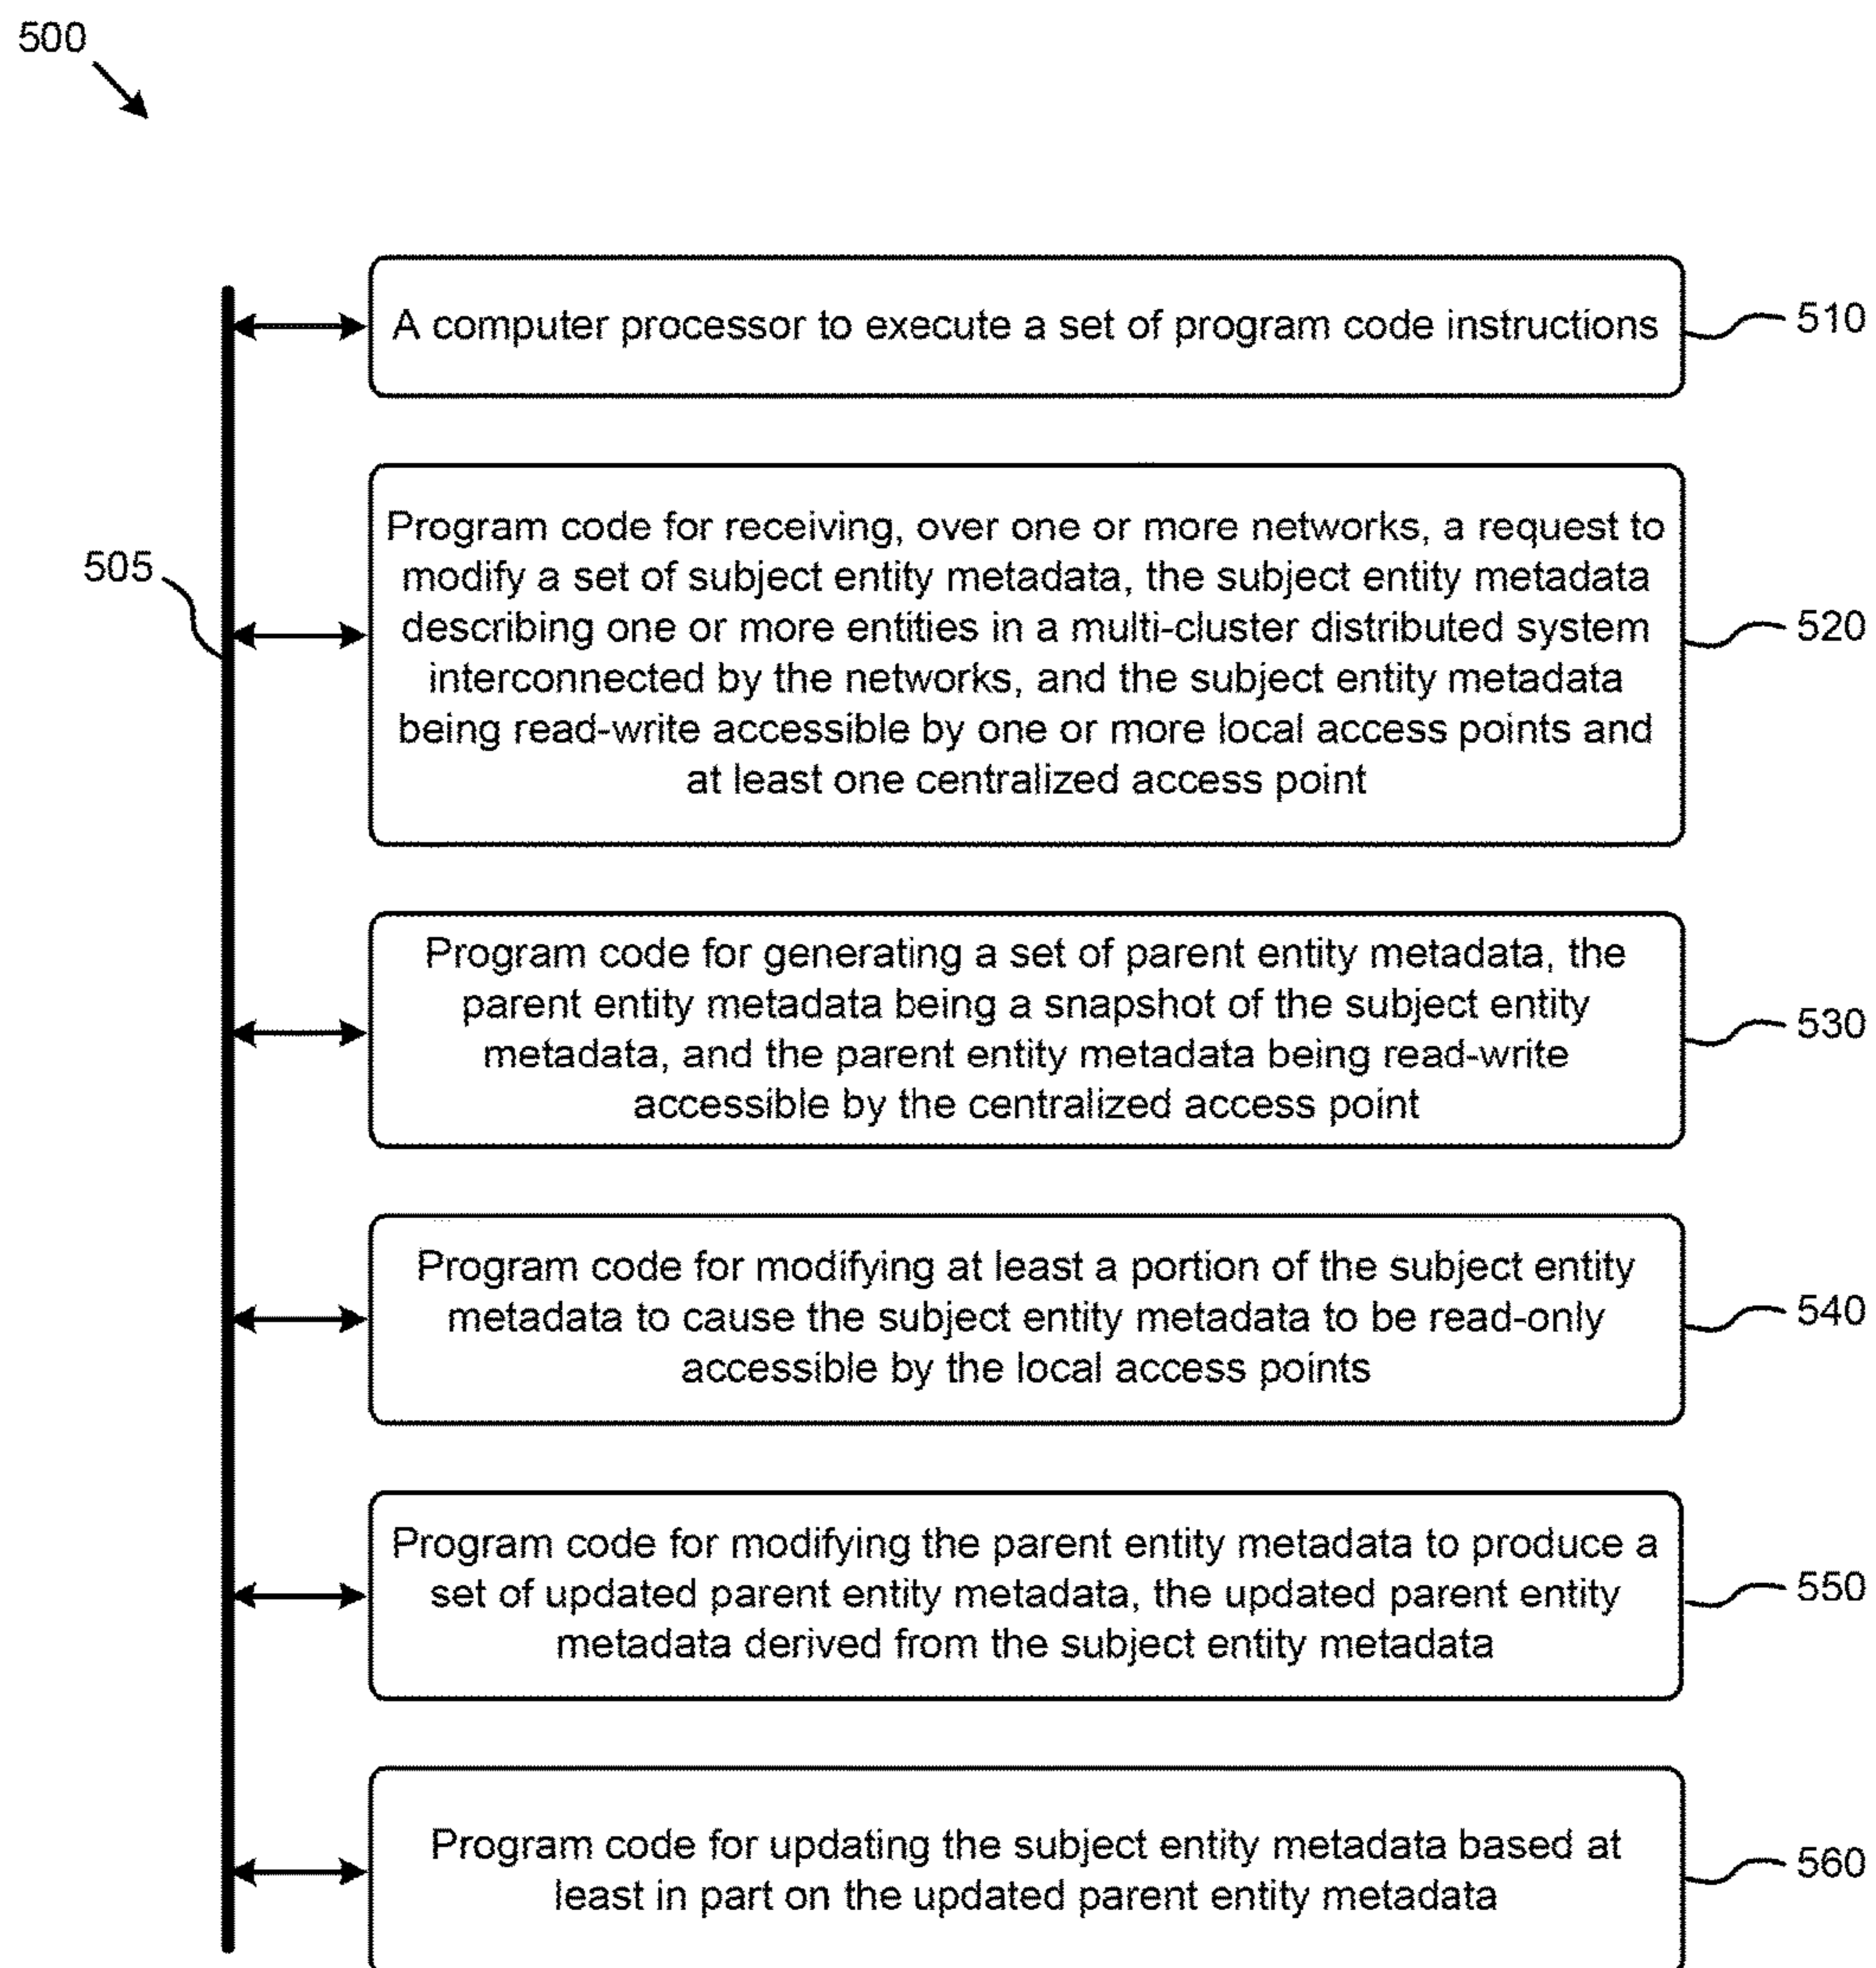 500
A computer processor to execute a set of program code instructions
510
505
Program code for receiving, over one or more networks, a request to
modify a set of subject entity metadata, the subject entity metadata
describing one or more entities in a multi-cluster distributed system
interconnected by the networks, and the subject entity metadata
being read-write accessible by one or more local access points and
at least one centralized access point
520
Program code for generating a set of parent entity metadata, the
parent entity metadata being a snapshot of the subject entity
metadata, and the parent entity metadata being read-write
accessible by the centralized access point
530
Program code for modifying at least a portion of the subject entity
metadata to cause the subject entity metadata to be read-only
accessible by the local access points
540
Program code for modifying the parent entity metadata to produce a
set of updated parent entity metadata, the updated parent entity
metadata derived from the subject entity metadata
550
Program code for updating the subject entity metadata based at
least in part on the updated parent entity metadata
560